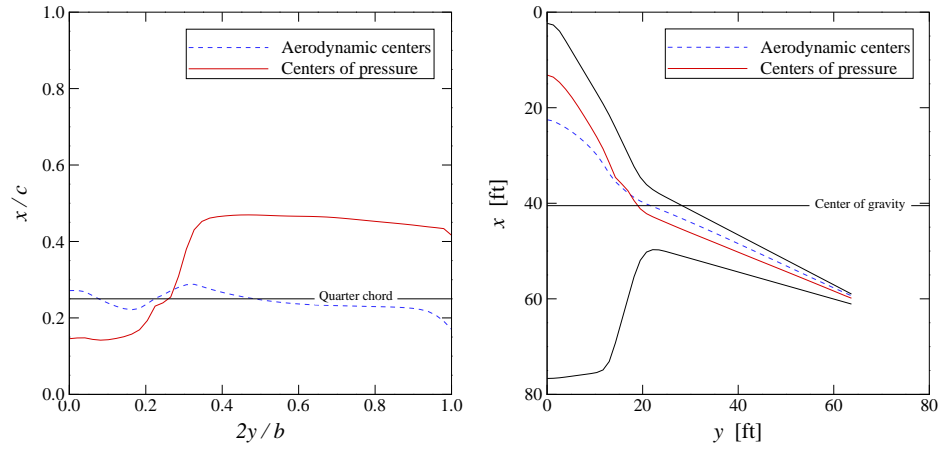 1.0
0.8
0.6
0.4
0.2
0.0
x/c
Aerodynamic centers
Centers of pressure
Quarter chord
0.0 0.2 0.4 0.6 0.8 1.0
2y/b
0
20
40
60
80
x [ft]
Aerodynamic centers
Centers of pressure
Center of gravity
0 20 40 60 80
y [ft]